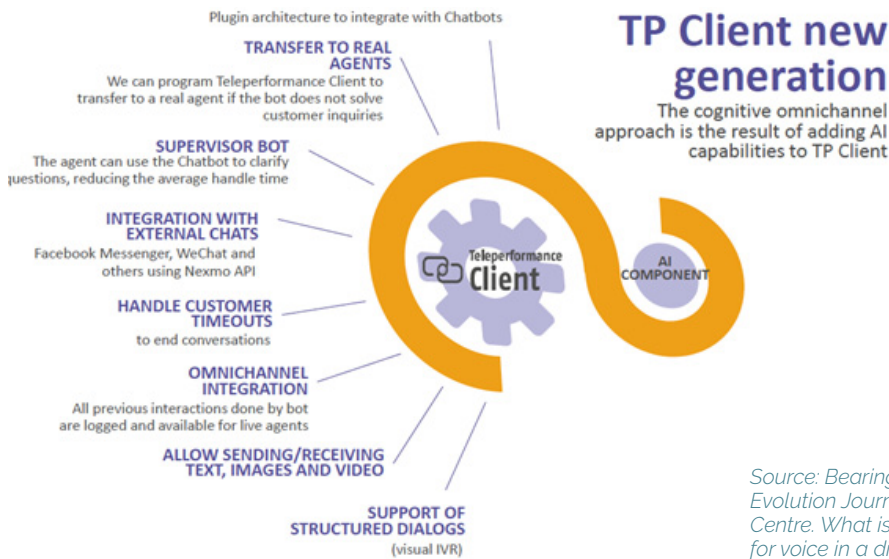 Plugin architecture to integrate with Chatbots
TRANSFER TO REAL
AGENTS
We can program Teleperformance Client to
transfer to a real agent if the bot does not solve
customer inquiries
SUPERVISOR BOT
The agent can use the Chatbot to clarify
questions, reducing the average handle time
INTEGRATION WITH
EXTERNAL CHATS
Facebook Messenger, WeChat and
others using Nexmo API
HANDLE CUSTOMER
TIMEOUTS
to end conversations
OMNICHANNEL
INTEGRATION
All previous interactions done by bot
are logged and available for live agents
ALLOW SENDING/RECEIVING
TEXT, IMAGES AND VIDEO
SUPPORT OF
STRUCTURED DIALOGS
(visual IVR)
Teleperformance
Client
AI
COMPONENT
TP Client new
generation
The cognitive omnichannel
approach is the result of adding AI
capabilities to TP Client
Source: Bearing
Evolution Journ
Centre. What is
for voice in a di